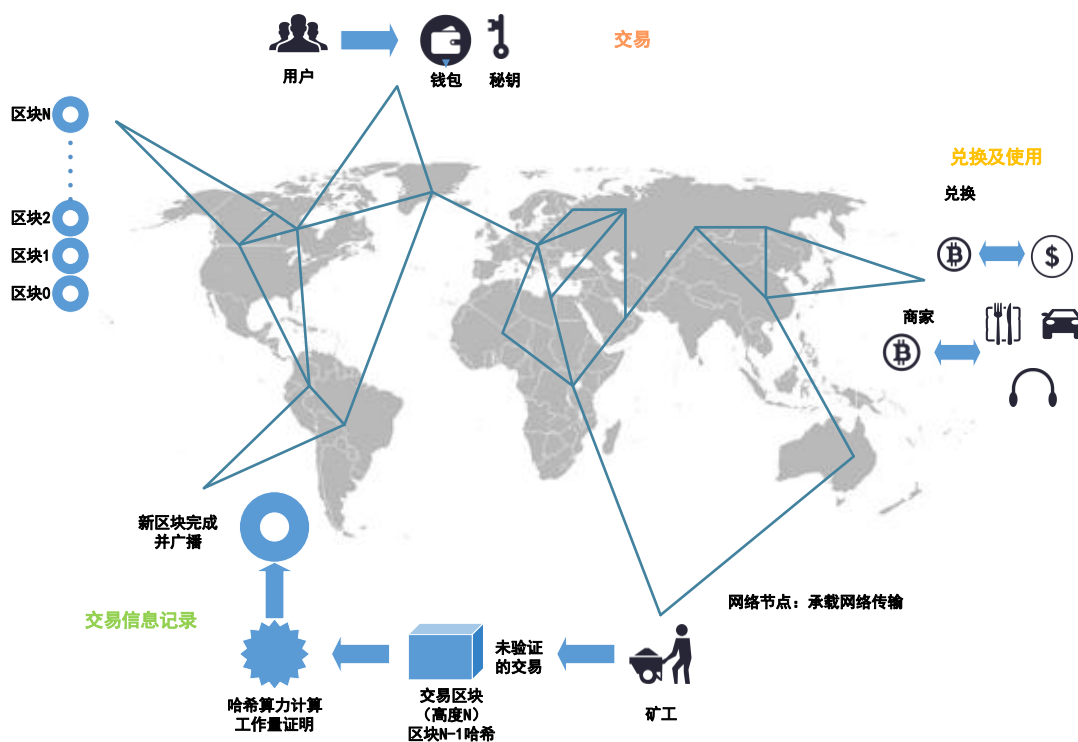 交易
用户
钱包
秘钥
区块N
兑换及使用
兑换
区块2
区块1
区块0
$
商家
新区块完成
并广播
网络节点：承载网络传输
交易信息记录
未验证
的交易
交易区块
（高度N）
区块N-1哈希
哈希算力计算
工作量证明
矿工